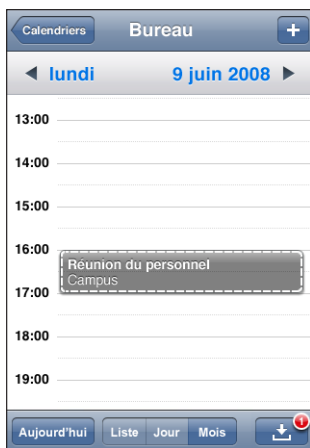 Calendriers Bureau +
lundi 9 juin 2008
13:00
14:00
15:00
16:00
Réunion du personnel
Campus
17:00
18:00
19:00
Aujourd'hui Liste Jour Mois 1